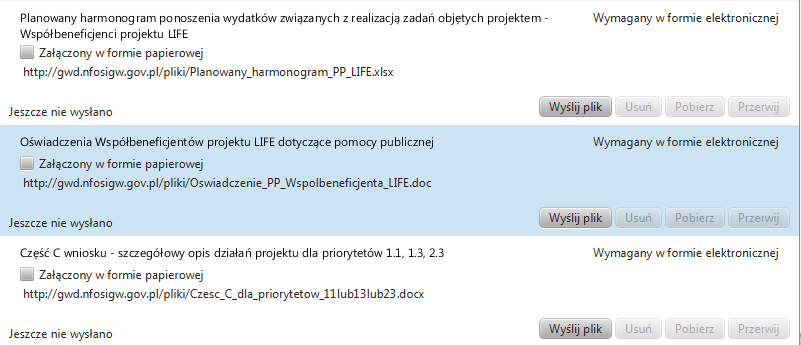 Planowany harmonogram ponoszenia wydatków związanych z realizacją zadań objętych projektem - Wymagany w formie elektronicznej
Współbeneficjenci projektu LIFE
Załączony w formie papierowej
http://gwd.nfosigw.gov.pl/pliki/Planowany_harmonogram_PP_LIFE.xlsx
Jeszcze nie wysłano Wyślij plik Usuń Pobierz Przerwij
Oświadczenia Współbeneficjentów projektu LIFE dotyczące pomocy publicznej Wymagany w formie elektronicznej
Załączony w formie papierowej
http://gwd.nfosigw.gov.pl/pliki/Oswiadczenie_PP_Wspolbeneficjenta_LIFE.doc
Jeszcze nie wysłano Wyślij plik Usuń Pobierz Przerwij
Część C wniosku - szczegółowy opis działań projektu dla priorytetów 1.1, 1.3, 2.3 Wymagany w formie elektronicznej
Załączony w formie papierowej
http://gwd.nfosigw.gov.pl/pliki/Czesc_C_dla_priorytetow_11lub13lub23.docx
Jeszcze nie wysłano Wyślij plik Usuń Pobierz Przerwij